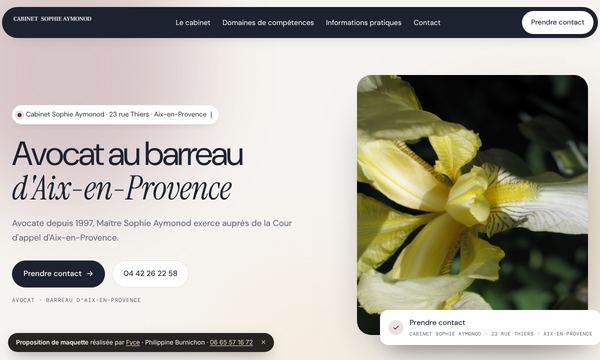 CABINET SOPHIE AYMONOD
Le cabinet
Domaines de compétences
Informations pratiques
Contact
Prendre contact
Cabinet Sophie Aymonod · 23 rue Thiers · Aix-en-Provence |
Avocat au barreau
d'Aix-en-Provence
Avocate depuis 1997, Maître Sophie Aymonod exerce auprès de la Cour
d'appel d'Aix-en-Provence.
Prendre contact →
04 42 26 22 58
AVOCAT · BARREAU D'AIX-EN-PROVENCE
Prendre contact
CABINET SOPHIE AYMONOD · 23 RUE THIERS · AIX-EN-PROVENCE
Proposition de maquette réalisée par Fyce · Philippine Burnichon · 06 65 57 16 72 ×